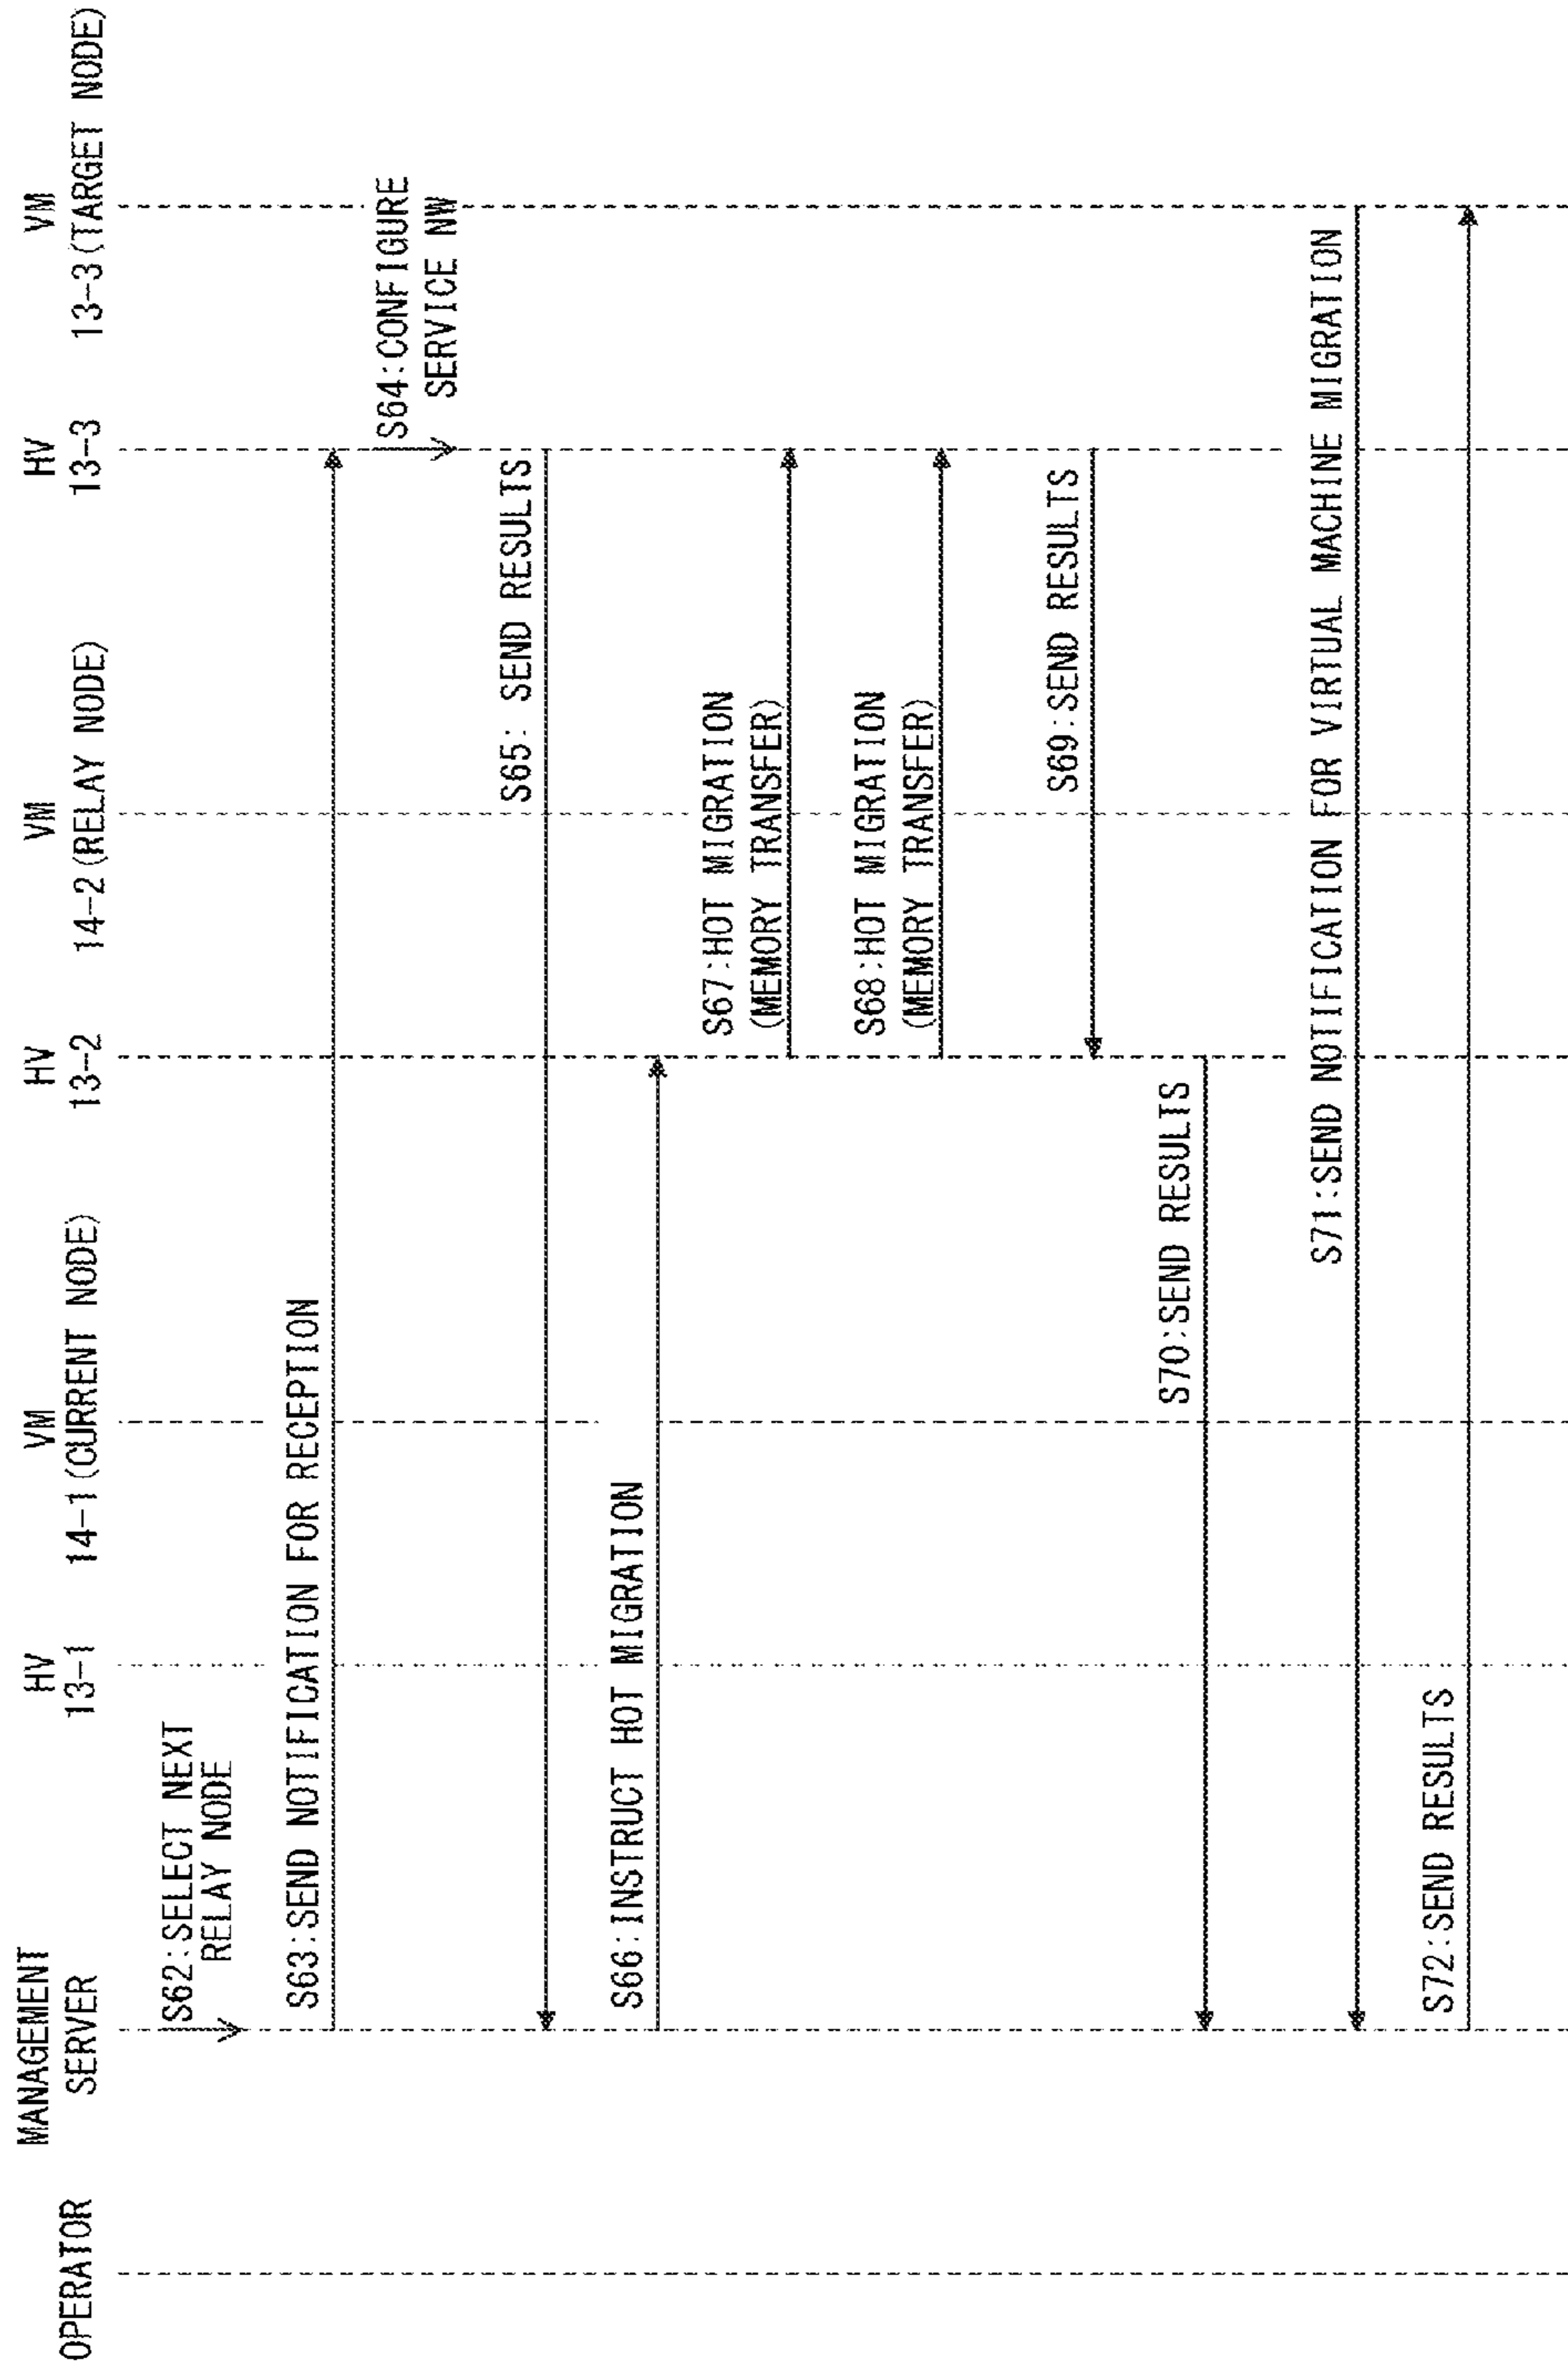 OPERATOR
MANAGEMENT
SERVER
HV
13-1
VM
14-1(CURRENT NODE)
HV
13-2
VM
14-2(RELAY NODE)
HV
13-3
VM
13-3(TARGET NODE)
S62:SELECT NEXT
RELAY NODE
S63:SEND NOTIFICATION FOR RECEPTION
S64:CONFIGURE
SERVICE NW
S65: SEND RESULTS
S66:INSTRUCT HOT MIGRATION
S67:HOT MIGRATION
(MEMORY TRANSFER)
S68:HOT MIGRATION
(MEMORY TRANSFER)
S69:SEND RESULTS
S70:SEND RESULTS
S71:SEND NOTIFICATION FOR VIRTUAL MACHINE MIGRATION
S72:SEND RESULTS